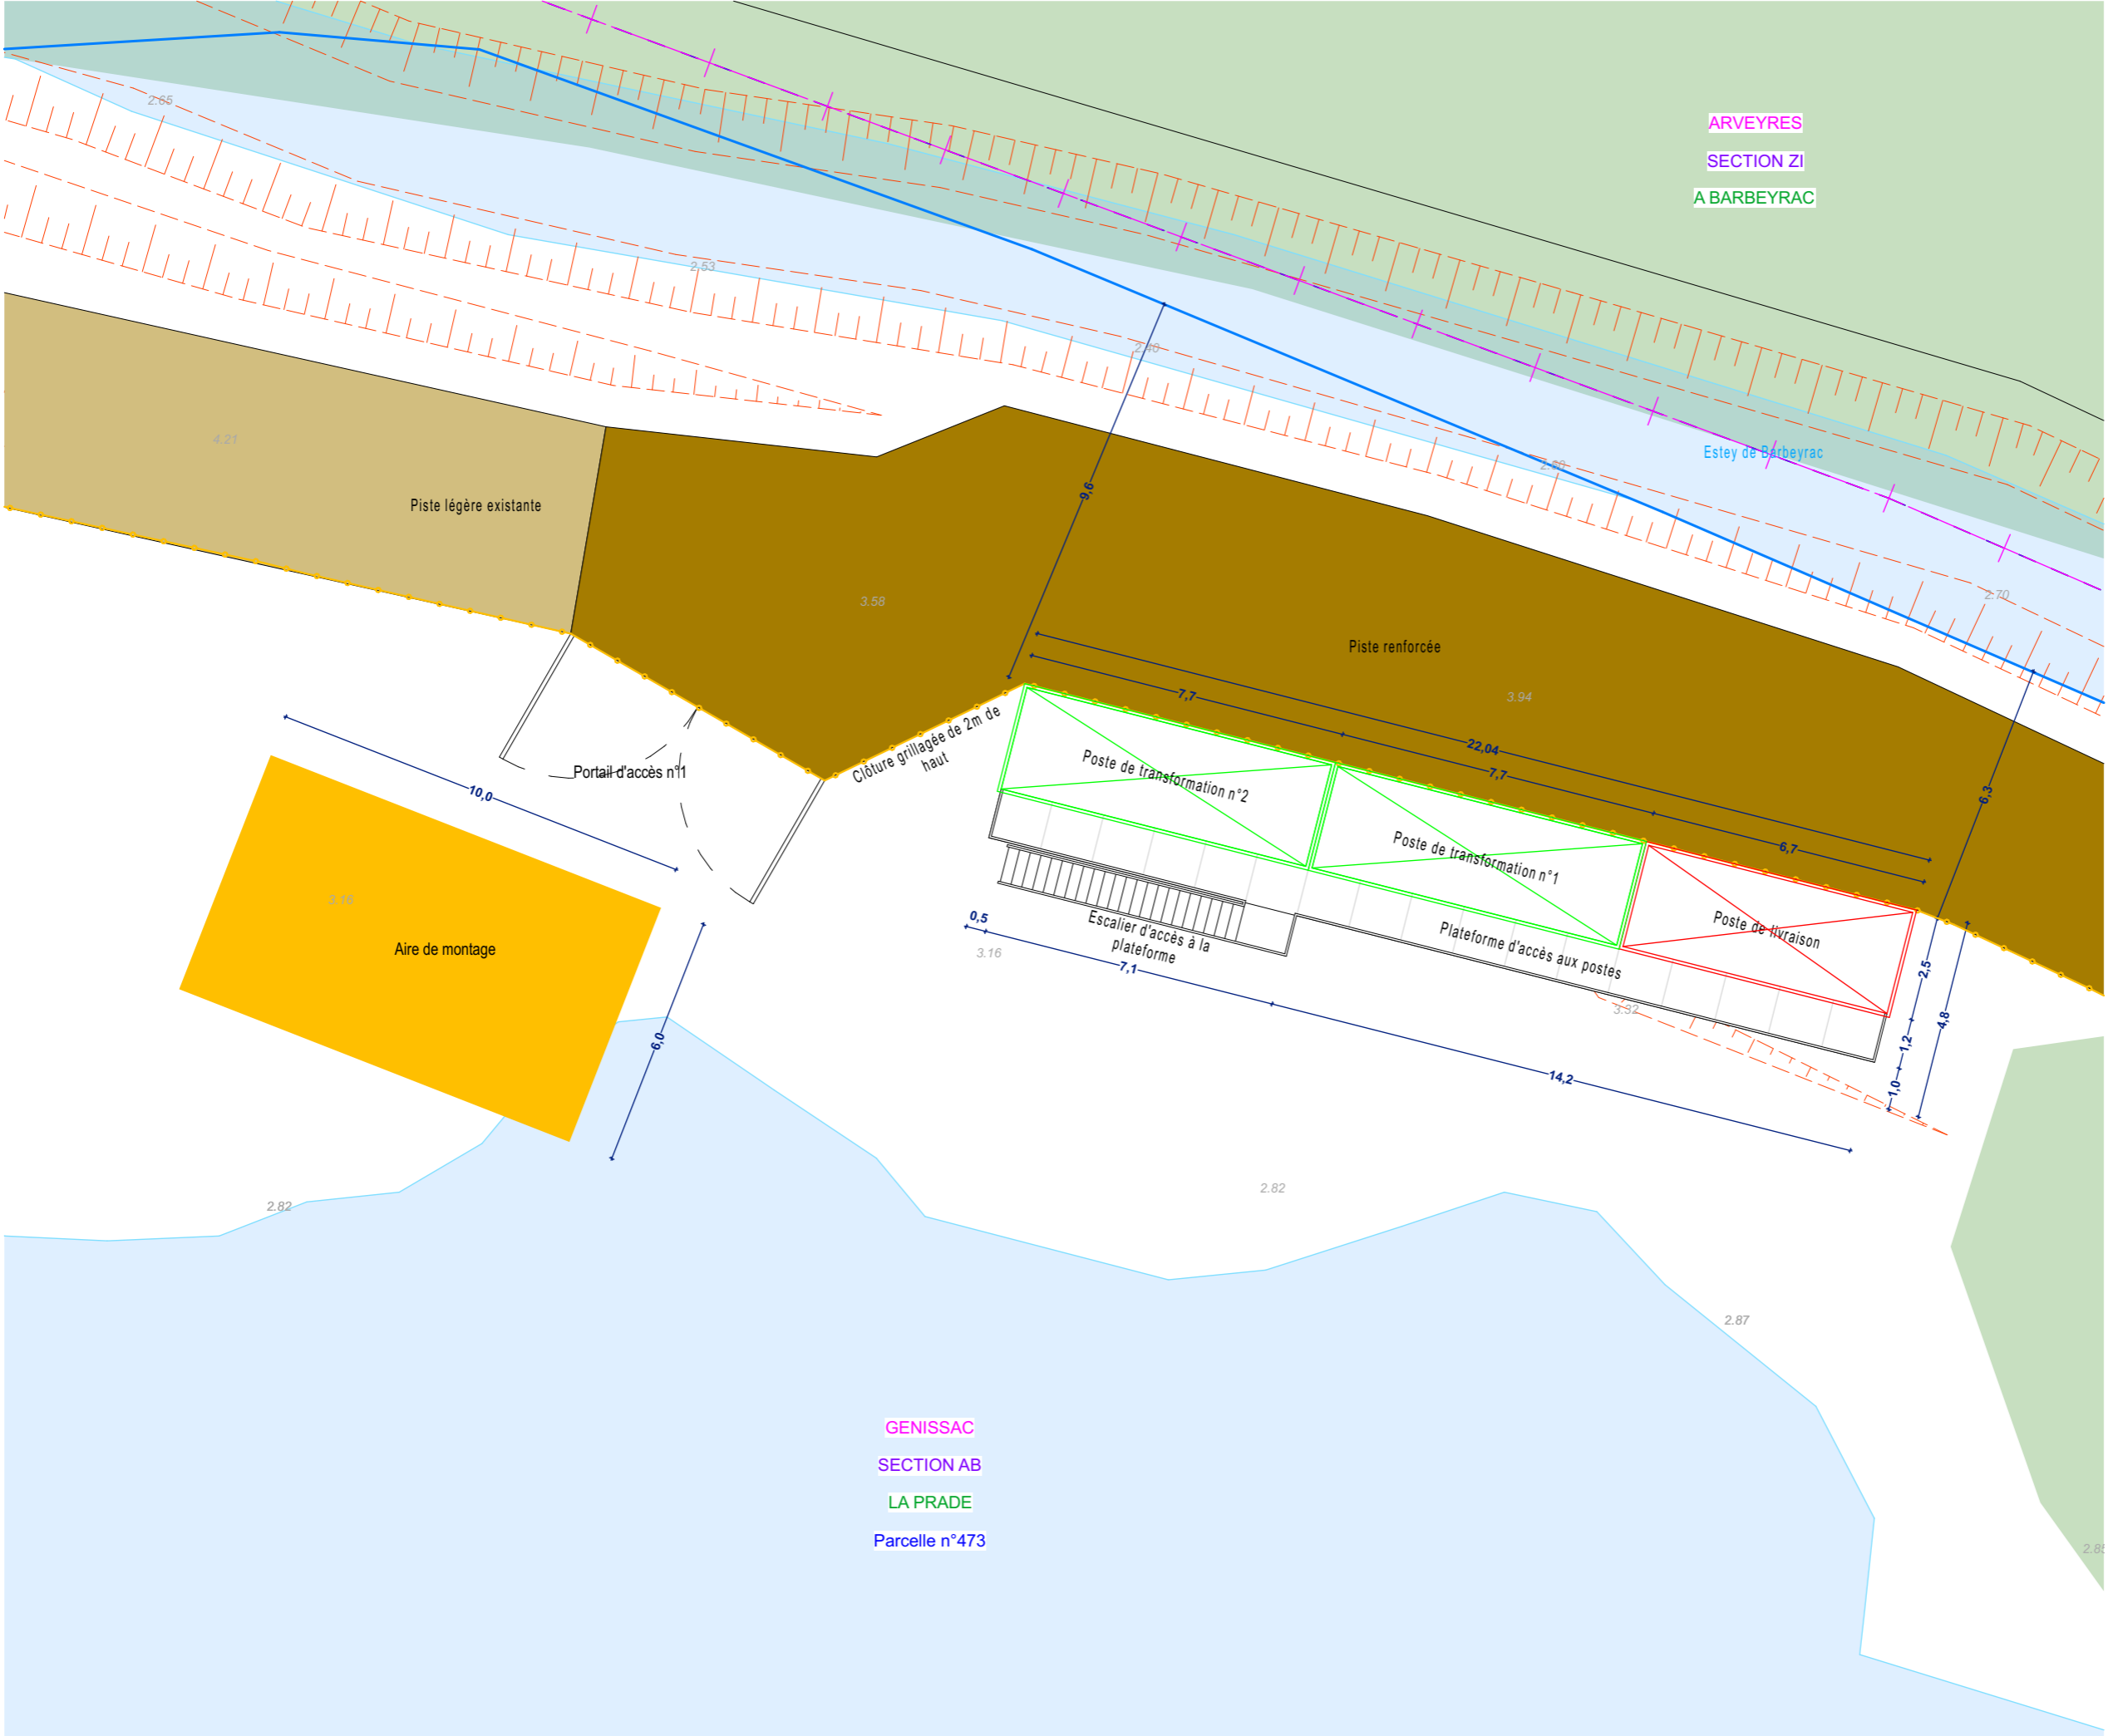 2.65
ARVEYRES
SECTION ZI
A BARBEYRAC
2.53
2.40
4.21
Piste légère existante
9,6
2.60
Estey de Barbeyrac
3.58
2.70
Piste renforcée
3.94
7,7
22,04
7,7
6,7
6,3
Portail d'accès n°1
Clôture grillagée de 2m de
haut
Poste de transformation n°2
Poste de transformation n°1
Poste de livraison
10,0
3.16
Aire de montage
0,5
Escalier d'accès à la
plateforme
Plateforme d'accès aux postes
3.16
7,1
3.32
2,5
4,8
1,2
1,0
6,0
14,2
2.82
2.82
2.87
GENISSAC
SECTION AB
LA PRADE
Parcelle n°473
2.85